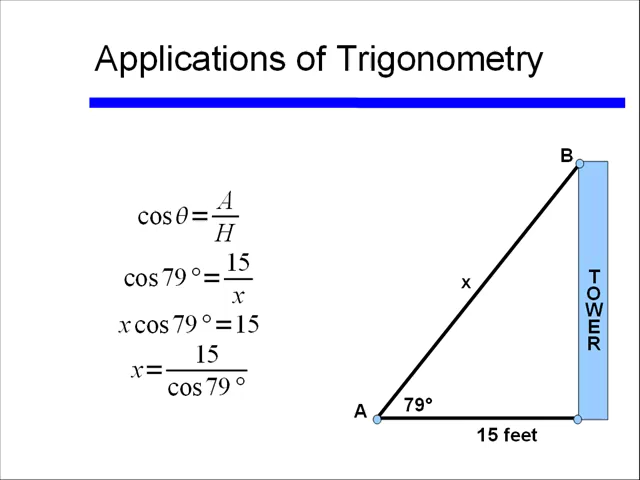 Applications of Trigonometry
cos θ = A/H
cos 79° = 15/x
x cos 79° = 15
x = 15/cos 79°
B
x
TOWER
A
79°
15 feet